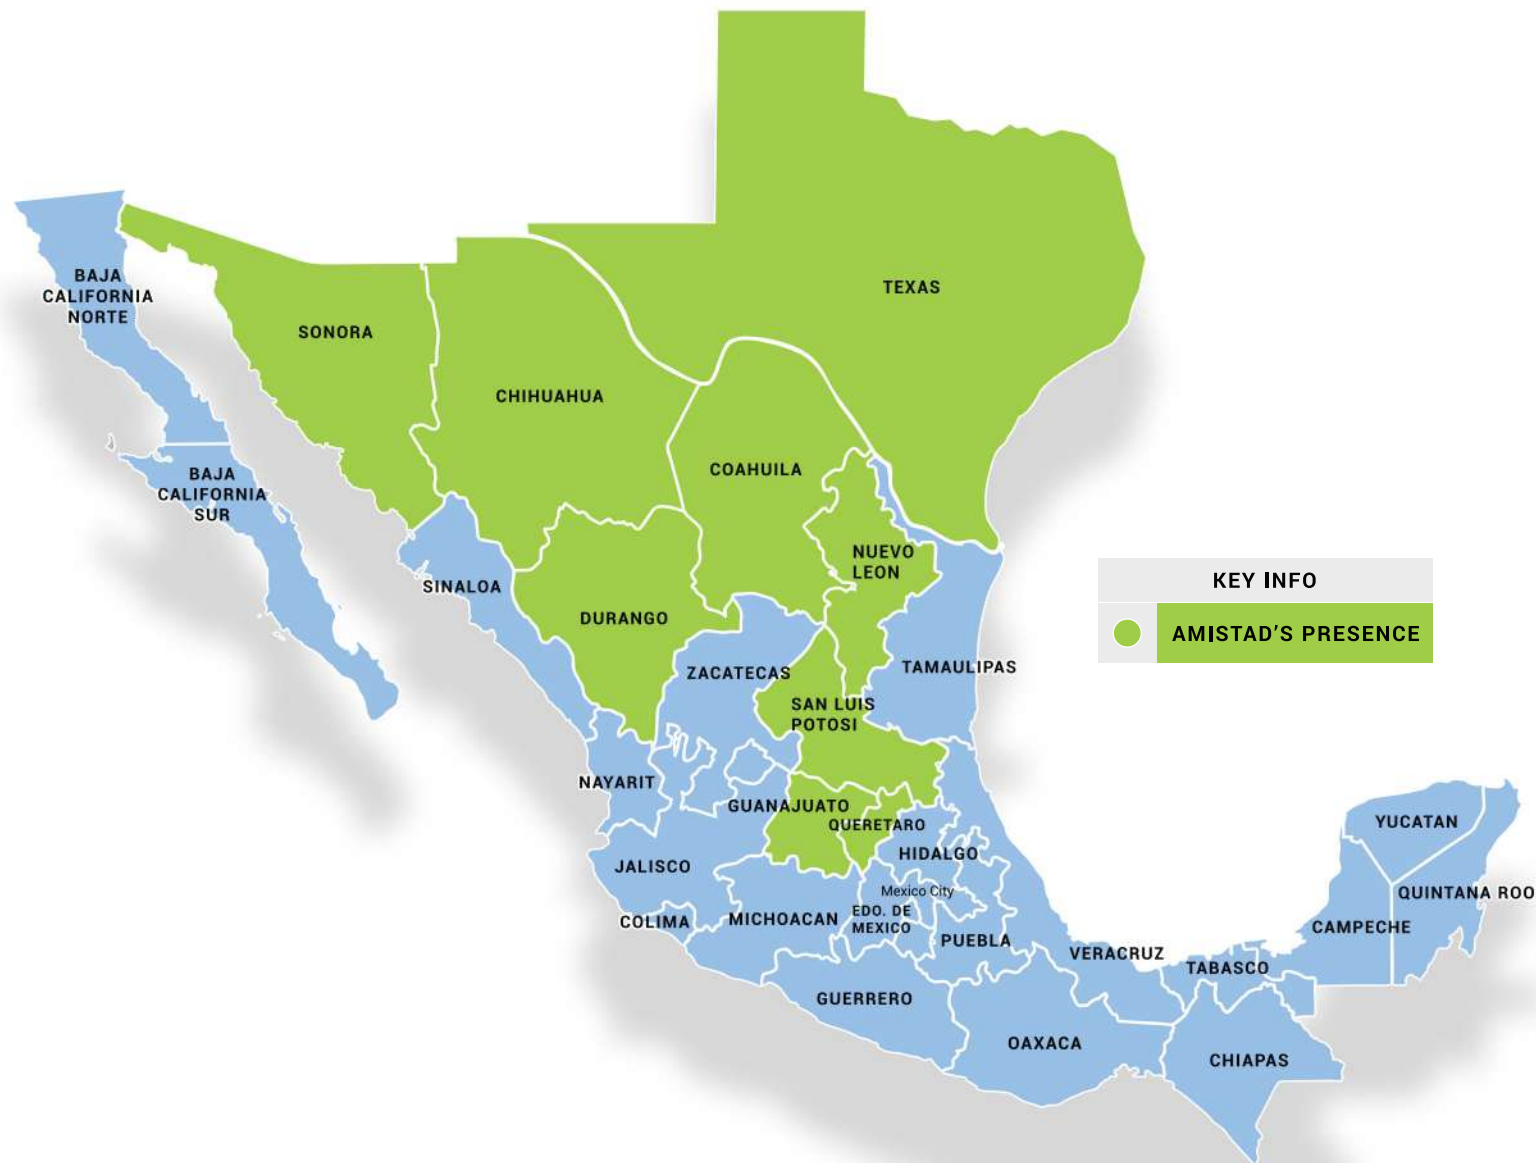 TEXAS
BAJA
CALIFORNIA
NORTE
SONORA
CHIHUAHUA
COAHUILA
BAJA
CALIFORNIA
SUR
NUEVO
LEON
SINALOA
DURANGO
KEY INFO
AMISTAD'S PRESENCE
ZACATECAS
TAMAULIPAS
SAN LUIS
POTOSI
NAYARIT
GUANAJUATO
QUERETARO
YUCATAN
HIDALGO
JALISCO
Mexico City
QUINTANA ROO
COLIMA
MICHOACAN
EDO. DE
MEXICO
PUEBLA
CAMPECHE
VERACRUZ
TABASCO
GUERRERO
OAXACA
CHIAPAS